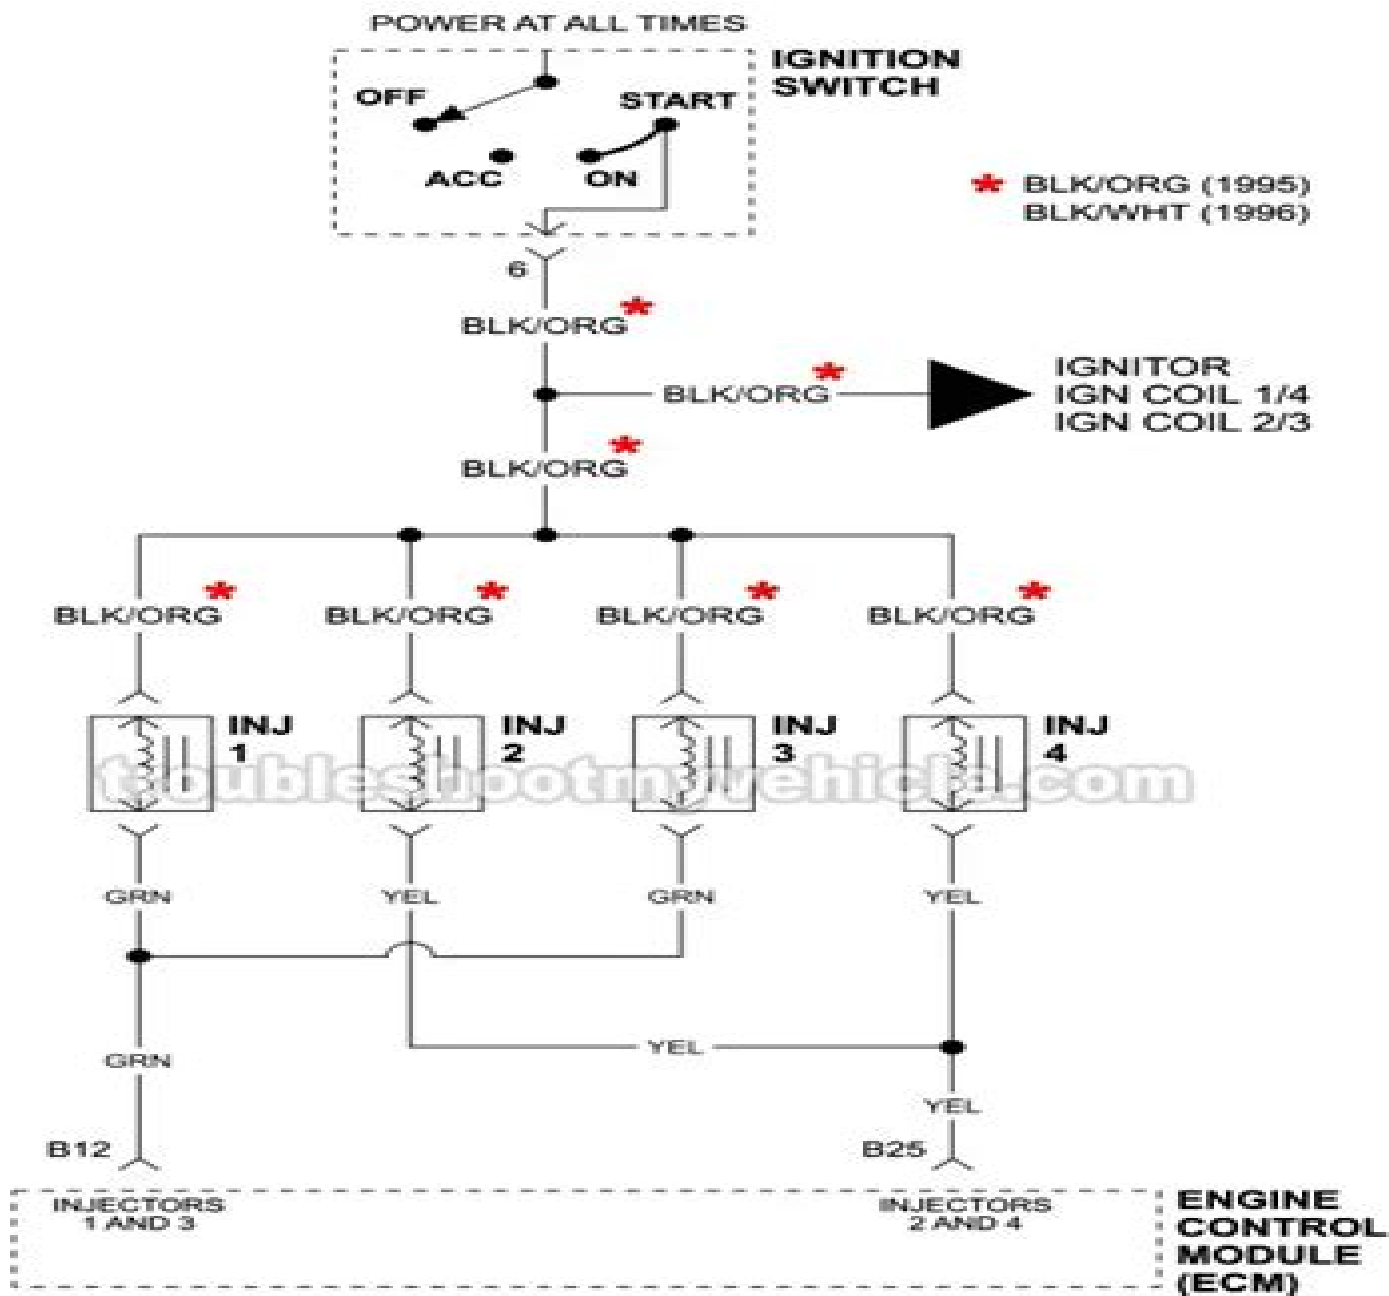 POWER AT ALL TIMES
IGNITION
SWITCH
OFF
START
ACC
ON
* BLK/ORG (1995)
BLK/WHT (1996)
6
BLK/ORG *
BLK/ORG *
IGNITOR
IGN COIL 1/4
IGN COIL 2/3
BLK/ORG *
BLK/ORG *
BLK/ORG *
BLK/ORG *
BLK/ORG *
INJ
1
INJ
2
INJ
3
INJ
4
troubleshootmyvehicle.com
GRN
YEL
GRN
YEL
GRN
YEL
YEL
B12
B25
INJECTORS
1 AND 3
INJECTORS
2 AND 4
ENGINE
CONTROL
MODULE
(ECM)